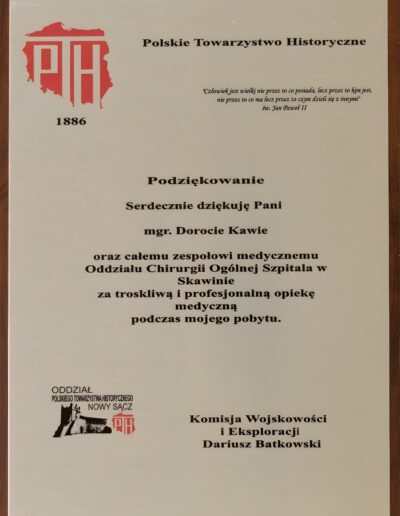 PTH
Polskie Towarzystwo Historyczne
1886
"Człowiek jest wielki nie przez to co posiada, lecz przez to kim jest,
nie przez to co ma lecz przez to czym dzieli się z innymi"
św. Jan Paweł II
Podziękowanie
Serdecznie dziękuję Pani
mgr. Dorocie Kawie
oraz całemu zespołowi medycznemu
Oddziału Chirurgii Ogólnej Szpitala w
Skawinie
za troskliwą i profesjonalną opiekę
medyczną
podczas mojego pobytu.
ODDZIAŁ
POLSKIEGO TOWARZYSTWA HISTORYCZNEGO
NOWY SĄCZ
PTH
Komisja Wojskowości
i Eksploracji
Dariusz Batkowski